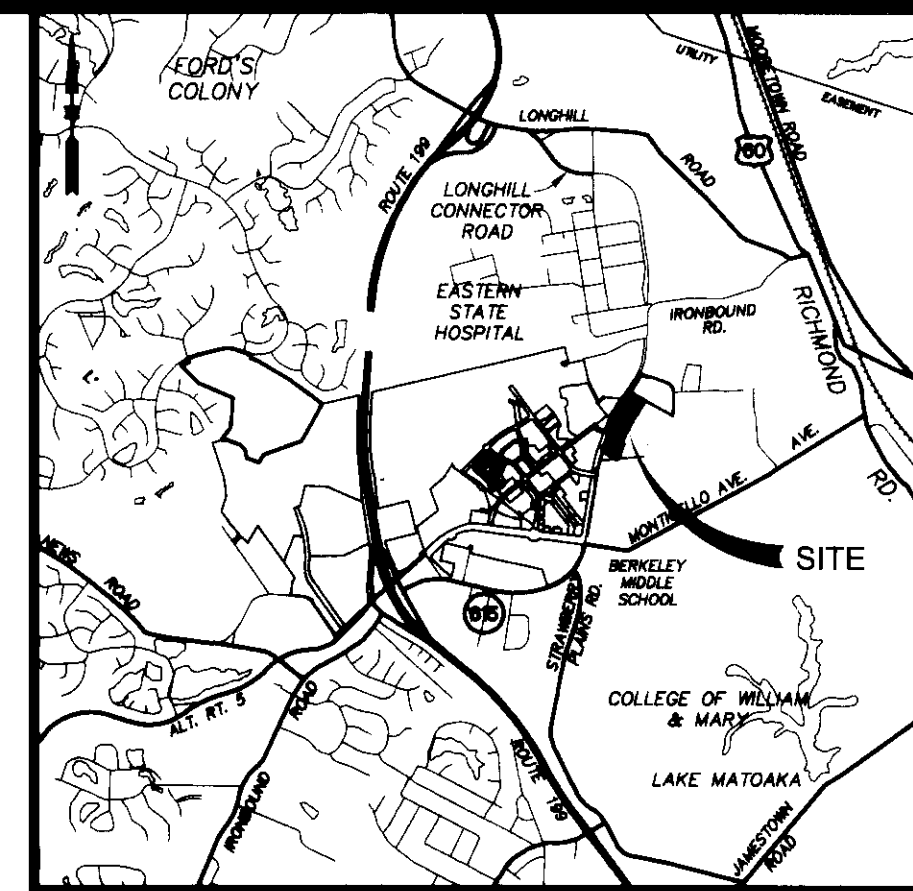 FORD'S
COLONY
UTILITY
EASEMENT
MOORETOWN ROAD
60
LONGHILL
ROAD
ROUTE 199
LONGHILL
CONNECTOR
ROAD
EASTERN
STATE
HOSPITAL
IRONBOUND
RD.
RICHMOND
RD.
MONTICELLO AVE.
AVE.
SITE
NEWS
ROAD
BERKELEY
MIDDLE
SCHOOL
615
STRAWBERRY
PLAINS RD.
COLLEGE OF WILLIAM
& MARY
LAKE MATOAKA
ALT. RT. 5
ROAD
IRONBOUND
ROUTE 199
JAMESTOWN
ROAD